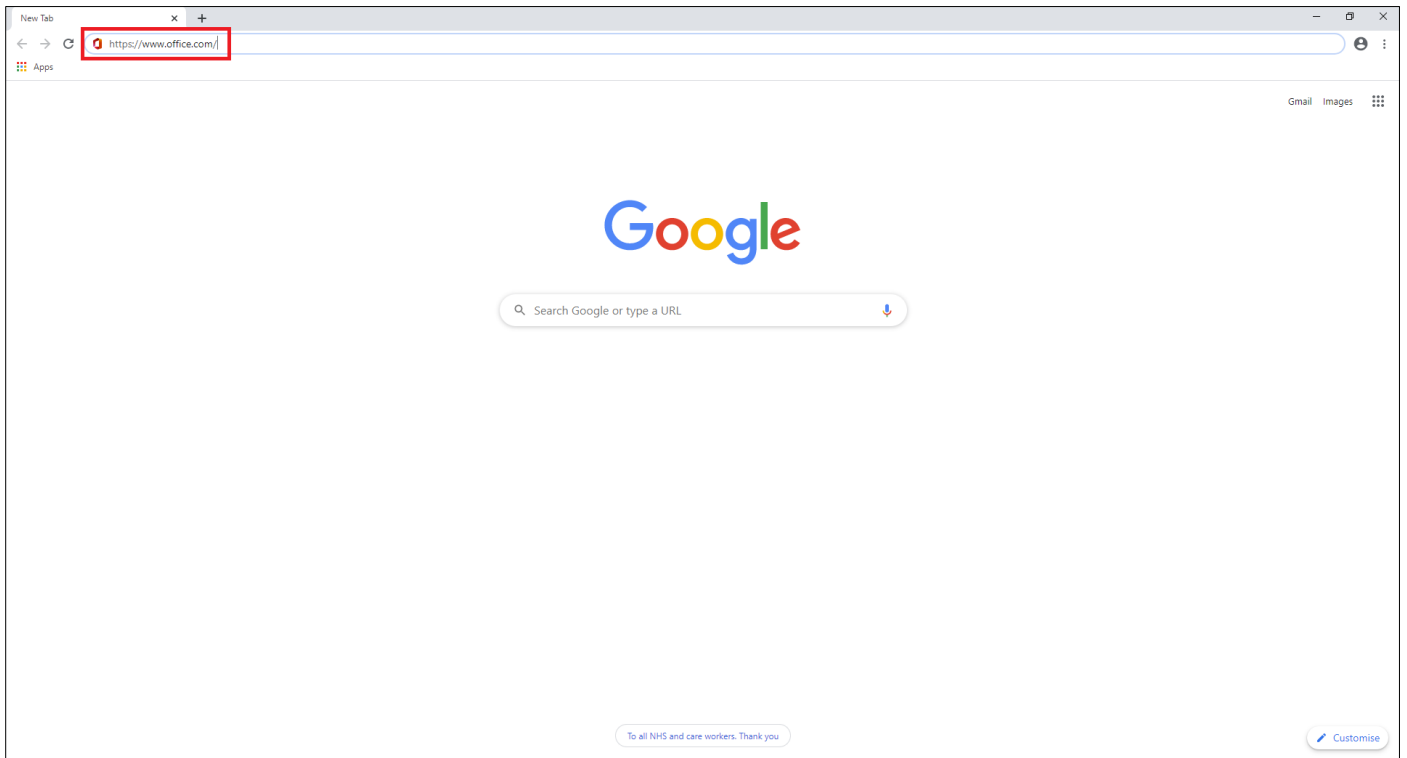 New Tab
https://www.office.com/
Apps
Gmail Images
Google
Search Google or type a URL
To all NHS and care workers. Thank you
Customise